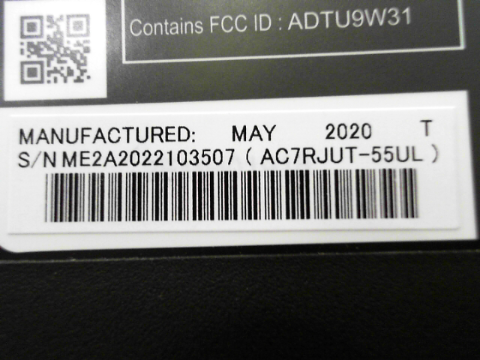 Contains FCC ID : ADTU9W31
MANUFACTURED: MAY 2020 T
S/N ME2A2022103507 ( AC7RJUT-55UL )